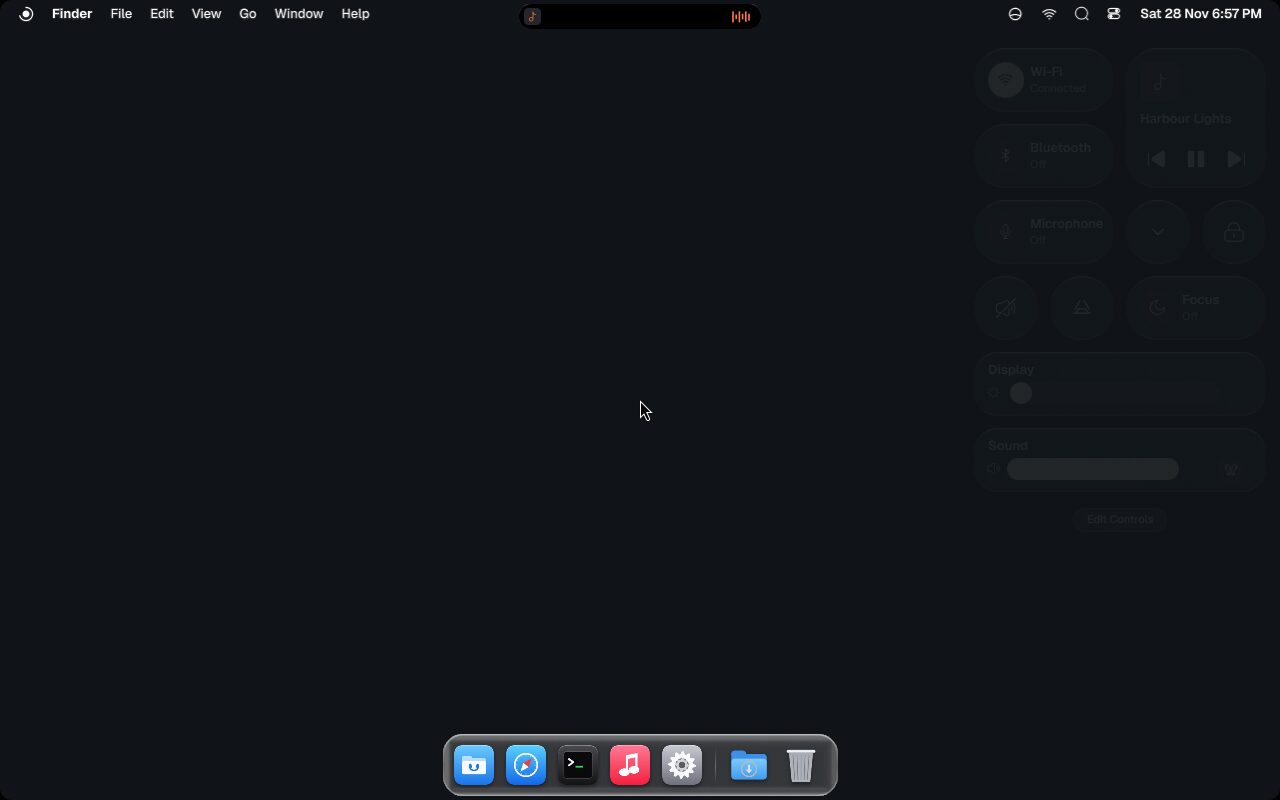 Finder File Edit View Go Window Help
Sat 28 Nov 6:57 PM
Wi-Fi
Connected
Harbour Lights
Bluetooth
Off
Microphone
Off
Focus
Off
Display
Sound
Edit Controls